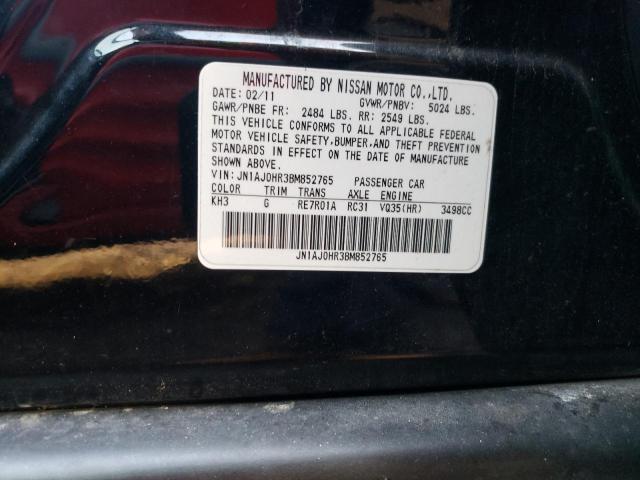 MANUFACTURED BY NISSAN MOTOR CO.,LTD.
DATE: 02/11 GVWR/PNBV: 5024 LBS.
GAWR/PNBE FR: 2484 LBS. RR: 2549 LBS.
THIS VEHICLE CONFORMS TO ALL APPLICABLE FEDERAL
MOTOR VEHICLE SAFETY,BUMPER,AND THEFT PREVENTION
STANDARDS IN EFFECT ON THE DATE OF MANUFACTURE
SHOWN ABOVE.
VIN: JN1AJ0HR3BM852765 PASSENGER CAR
COLOR TRIM TRANS AXLE ENGINE
KH3 G RE7R01A RC31 VQ35(HR) 3498CC
JN1AJ0HR3BM852765